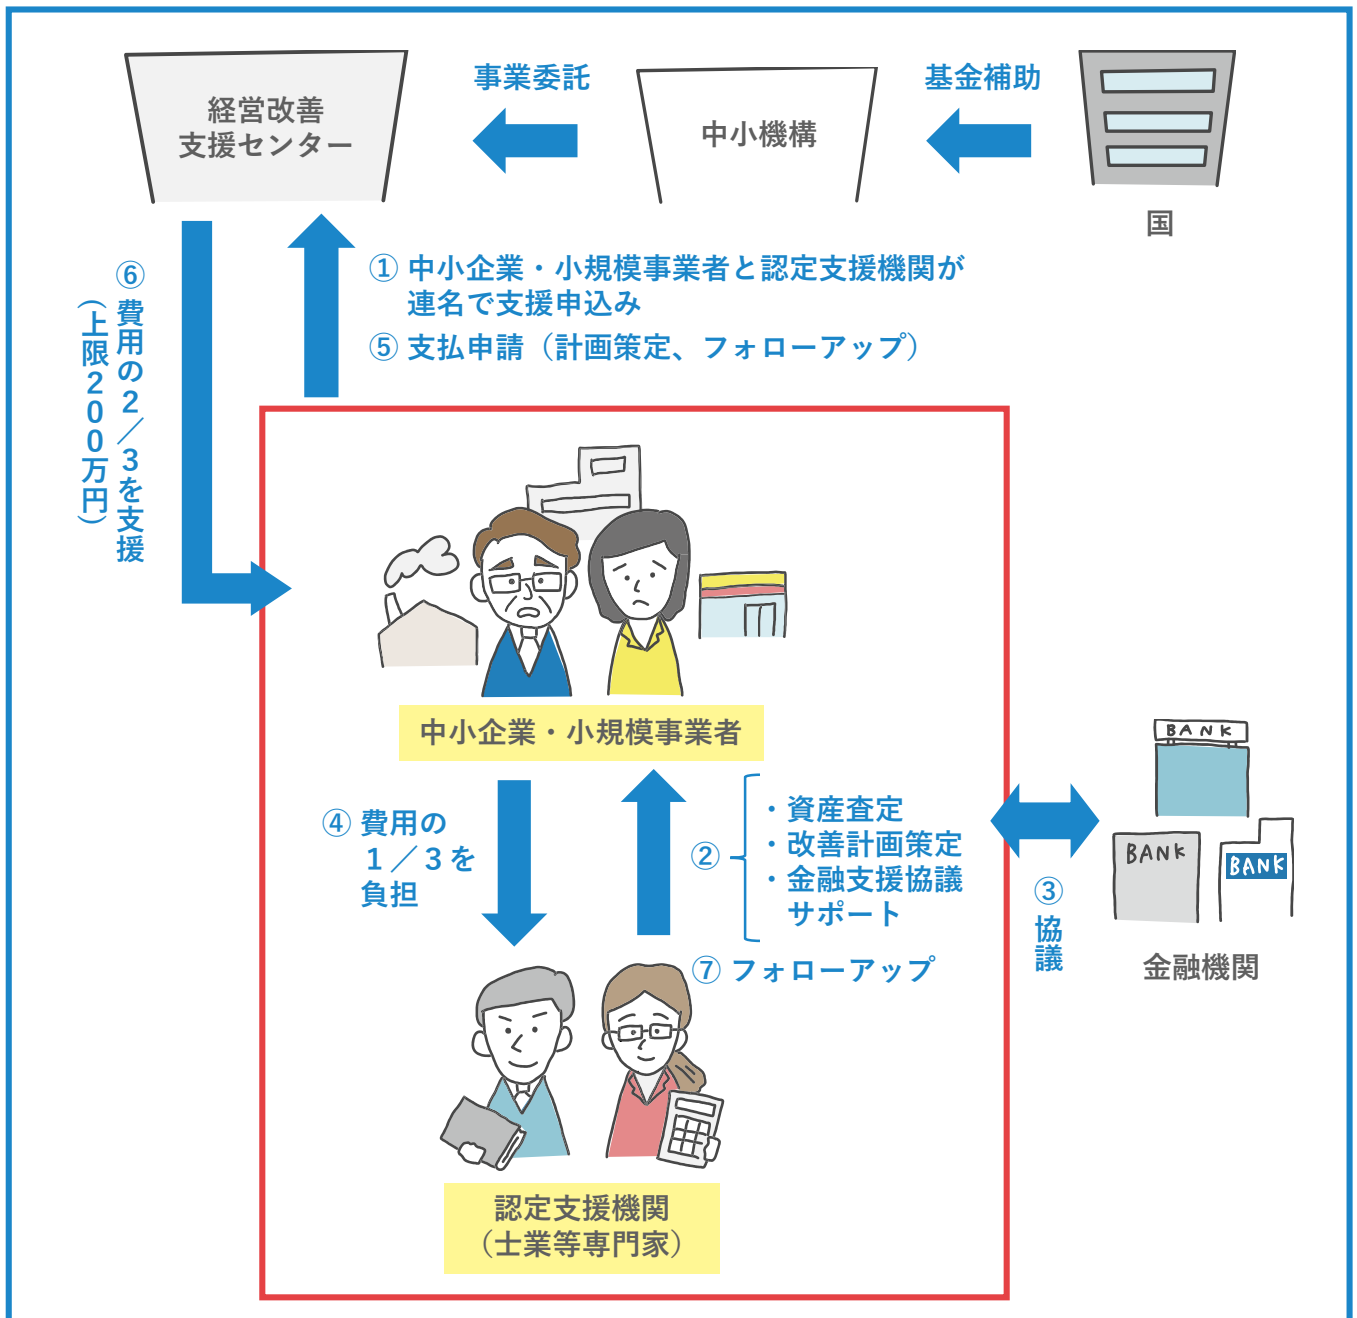 経営改善
支援センター
事業委託
中小機構
基金補助
国
① 中小企業・小規模事業者と認定支援機関が
連名で支援申込み
⑤ 支払申請（計画策定、フォローアップ）
⑥ 費用の２／３を支援
（上限２００万円）
中小企業・小規模事業者
④ 費用の
１／３を
負担
②
・資産査定
・改善計画策定
・金融支援協議
サポート
⑦ フォローアップ
③ 協議
BANK
BANK
BANK
金融機関
認定支援機関
（士業等専門家）